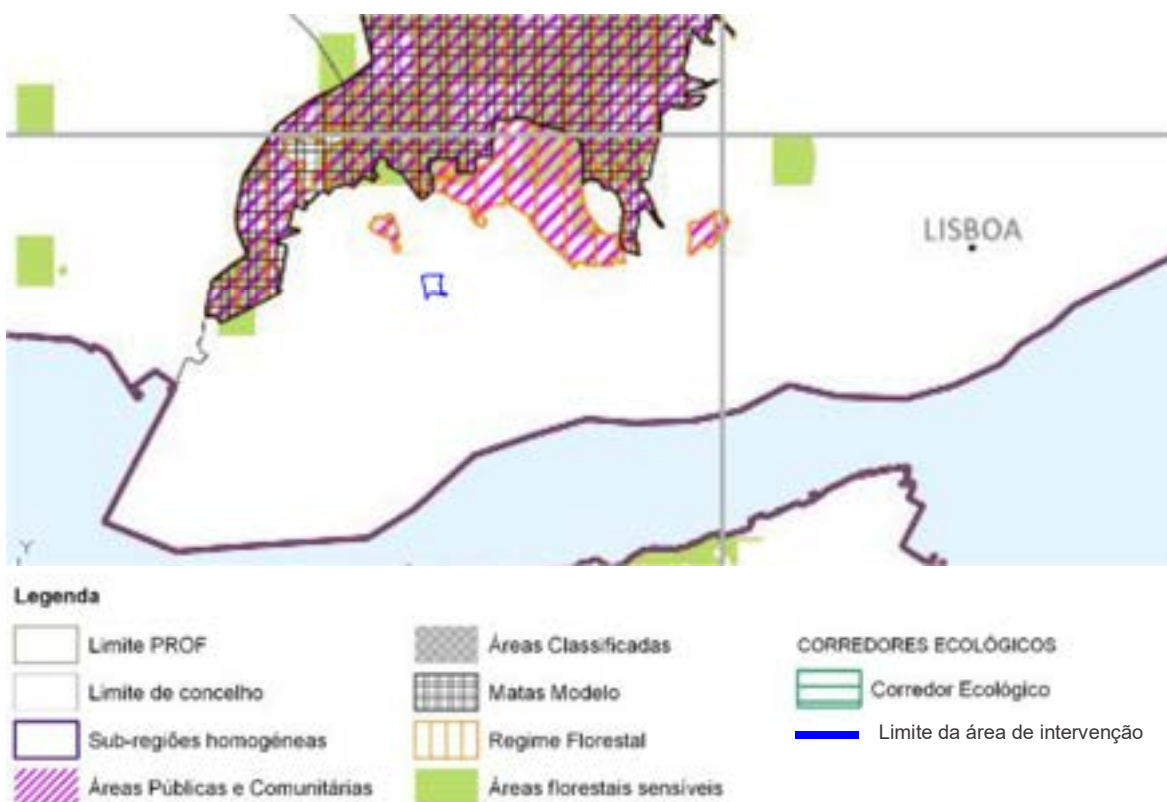 LISBOA
Y
Legenda
Limite PROF
Limite de concelho
Sub-regiões homogéneas
Áreas Públicas e Comunitárias
Áreas Classificadas
Matas Modelo
Regime Florestal
Áreas florestais sensíveis
CORREDORES ECOLÓGICOS
Corredor Ecológico
Limite da área de intervenção